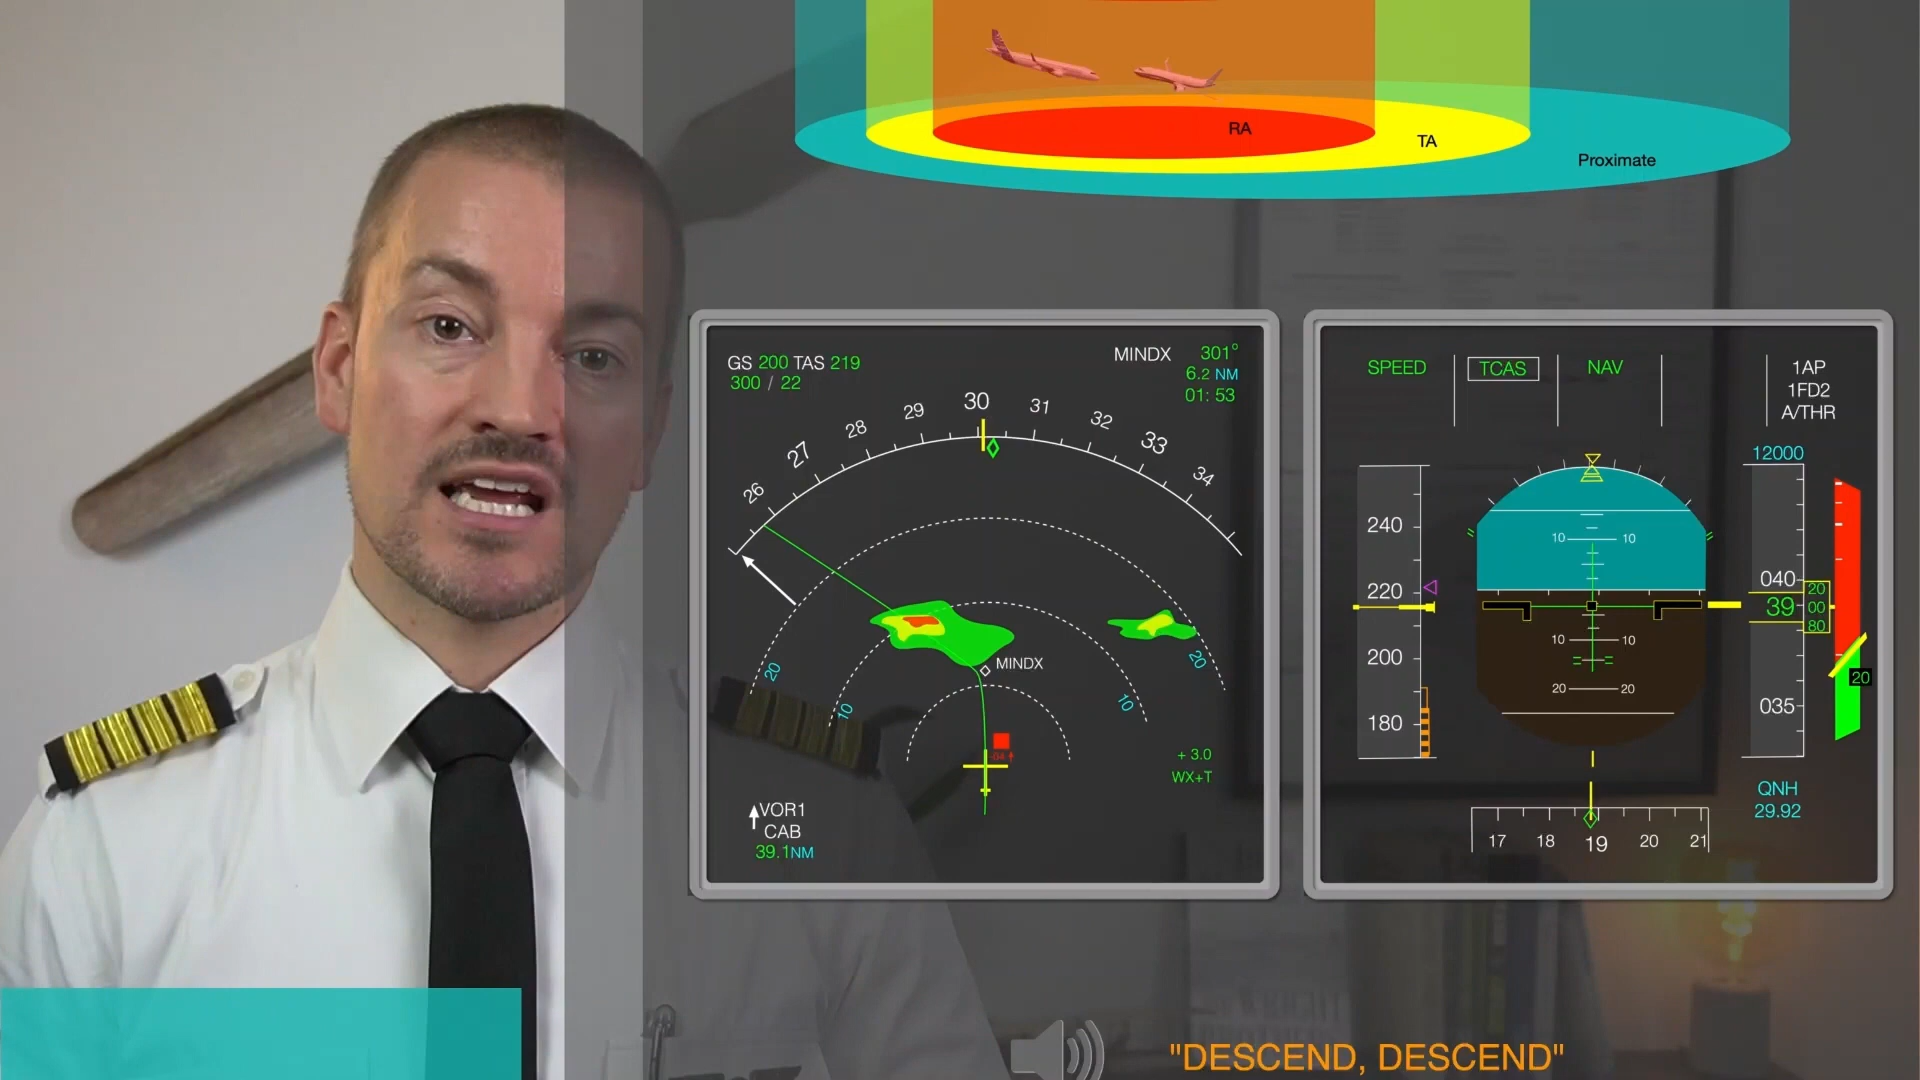 RA
TA
Proximate
GS 200 TAS 219
300 / 22
MINDX
301°
6.2 NM
01: 53
26
27
28
29
30
31
32
33
34
20
10
MINDX
10
20
+ 3.0
WX+T
VOR1
CAB
39.1NM
SPEED
TCAS
NAV
1AP
1FD2
A/THR
12000
240
220
200
180
10 10
10 10
20 20
040
39
20
00
80
035
20
QNH
29.92
17 18 19 20 21
"DESCEND, DESCEND"